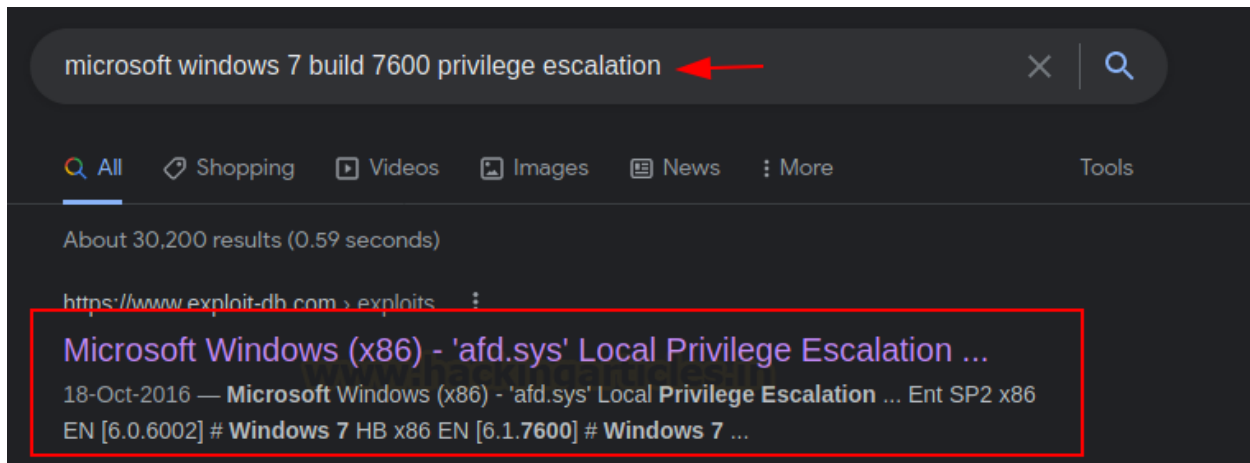 microsoft windows 7 build 7600 privilege escalation
All Shopping Videos Images News More Tools
About 30,200 results (0.59 seconds)
https://www.exploit-db.com › exploits
Microsoft Windows (x86) - 'afd.sys' Local Privilege Escalation ...
www.hackingarticles.in
18-Oct-2016 — Microsoft Windows (x86) - 'afd.sys' Local Privilege Escalation ... Ent SP2 x86
EN [6.0.6002] # Windows 7 HB x86 EN [6.1.7600] # Windows 7 ...